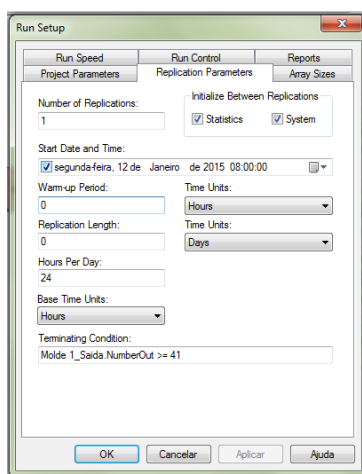 Run Setup
Run Speed Run Control Reports
Project Parameters Replication Parameters Array Sizes
Number of Replications:
1
Initialize Between Replications
Statistics System
Start Date and Time:
segunda-feira, 12 de Janeiro de 2015 08:00:00
Warm-up Period: Time Units:
0 Hours
Replication Length: Time Units:
0 Days
Hours Per Day:
24
Base Time Units:
Hours
Terminating Condition:
Molde 1_Saida.NumberOut >= 41
OK Cancelar Aplicar Ajuda